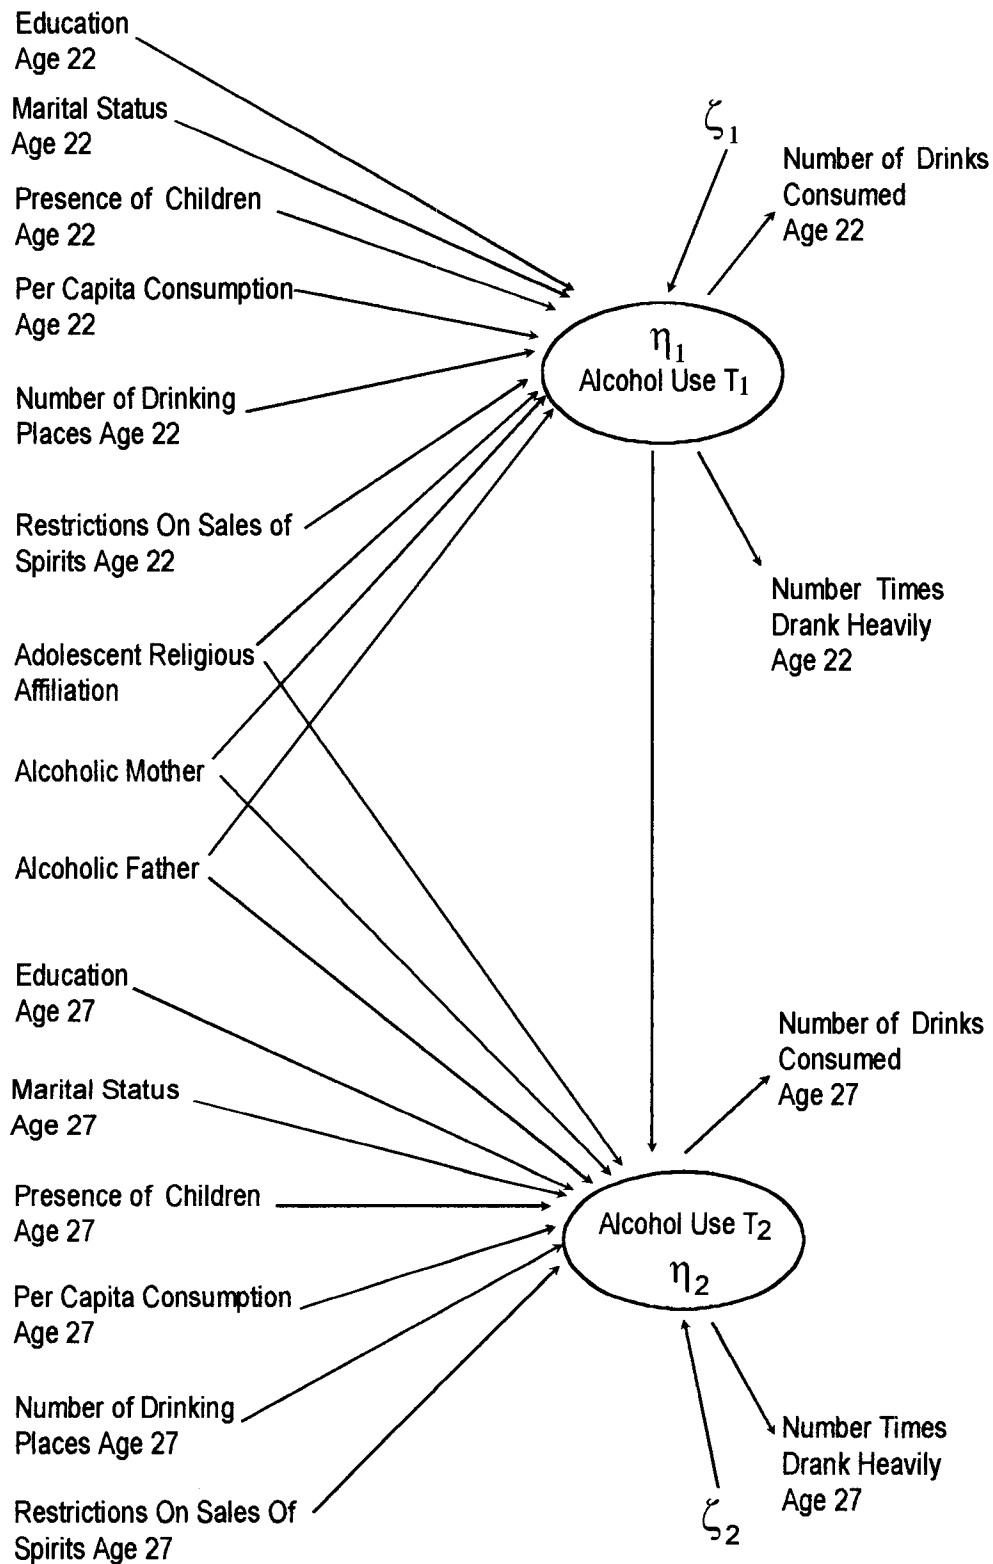 Education
Age 22
Marital Status
Age 22
Presence of Children
Age 22
Per Capita Consumption
Age 22
Number of Drinking
Places Age 22
Restrictions On Sales of
Spirits Age 22
Adolescent Religious
Affiliation
Alcoholic Mother
Alcoholic Father
Education
Age 27
Marital Status
Age 27
Presence of Children
Age 27
Per Capita Consumption
Age 27
Number of Drinking
Places Age 27
Restrictions On Sales Of
Spirits Age 27
ζ1
Number of Drinks
Consumed
Age 22
η1
Alcohol Use T1
Number Times
Drank Heavily
Age 22
Number of Drinks
Consumed
Age 27
Alcohol Use T2
η2
Number Times
Drank Heavily
Age 27
ζ2